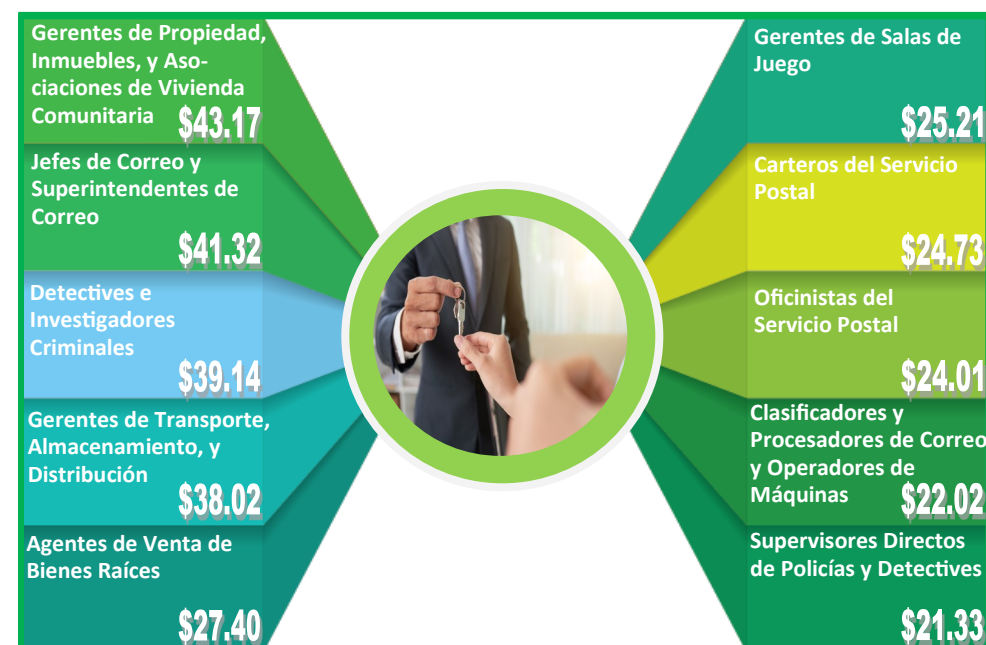 Gerentes de Propiedad,
Inmuebles, y Aso-
ciaciones de Vivienda
Comunitaria $43.17
Jefes de Correo y
Superintendentes de
Correo
$41.32
Detectives e
Investigadores
Criminales
$39.14
Gerentes de Transporte,
Almacenamiento, y
Distribución
$38.02
Agentes de Venta de
Bienes Raíces
$27.40
Gerentes de Salas de
Juego
$25.21
Carteros del Servicio
Postal
$24.73
Oficinistas del
Servicio Postal
$24.01
Clasificadores y
Procesadores de Correo
y Operadores de
Máquinas $22.02
Supervisores Directos
de Policías y Detectives
$21.33